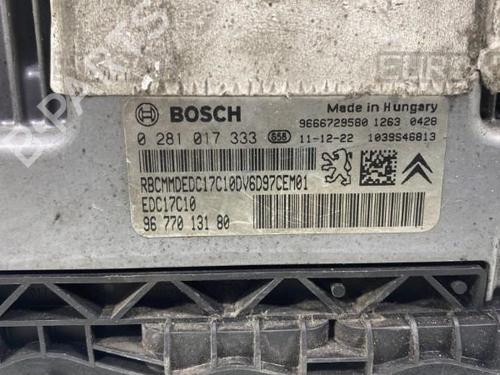 BOSCH
Made in Hungary
9666729580 1263 0428
0 281 017 333 G58 11-12-22 1039S46813
RBCMMDEDC17C10DV6D97CEM01
EDC17C10
96 770 131 80